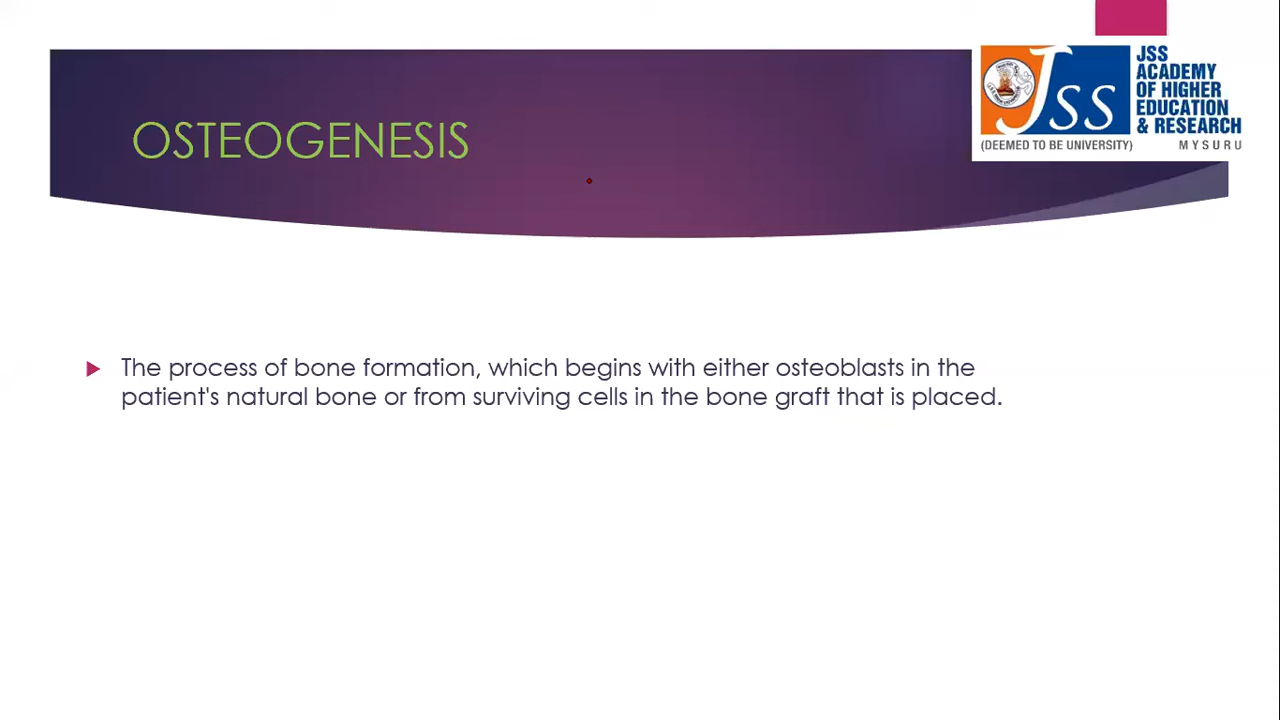 OSTEOGENESIS
JSS
JSS
ACADEMY
OF HIGHER
EDUCATION
& RESEARCH
(DEEMED TO BE UNIVERSITY) MYSURU
The process of bone formation, which begins with either osteoblasts in the
patient's natural bone or from surviving cells in the bone graft that is placed.